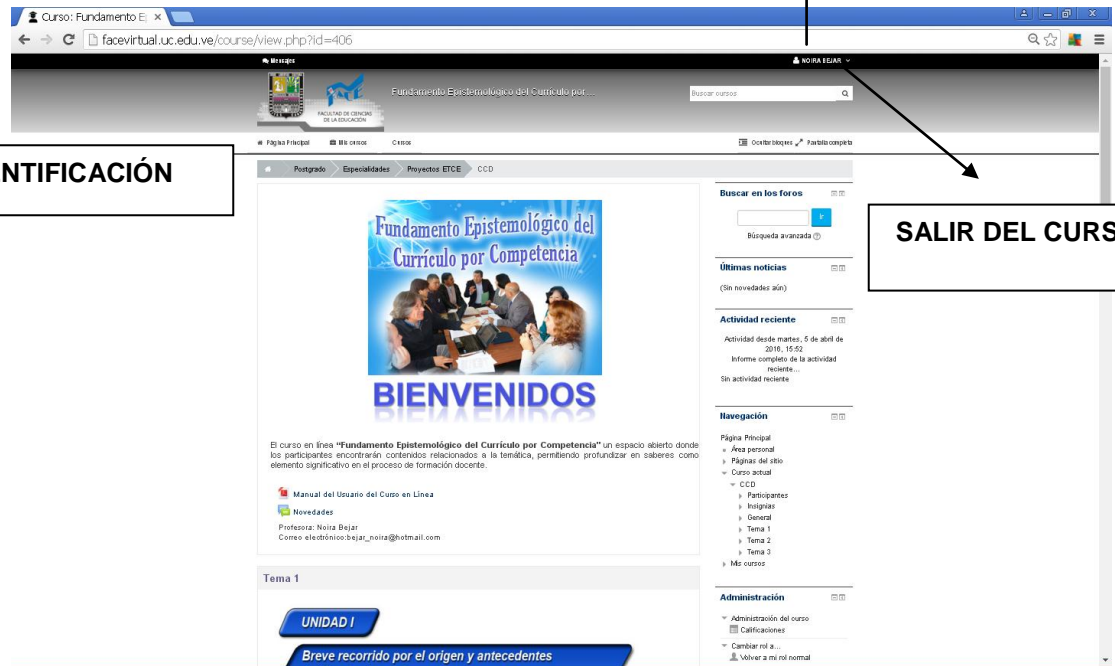 Curso: Fundamento E
facevirtual.uc.edu.ve/course/view.php?id=406
Mensajes
NOIRA BEJAR
FACULTAD DE CIENCIAS
DE LA EDUCACIÓN
Fundamento Epistemológico del Currículo por...
Buscar cursos
Página Principal
Mis cursos
Cursos
Ocultar bloques
Pantalla completa
NTIFICACIÓN
Postgrado
Especialidades
Proyectos ETCE
CCD
Fundamento Epistemológico del
Currículo por Competencia
BIENVENIDOS
El curso en línea “Fundamento Epistemológico del Currículo por Competencia” un espacio abierto donde
los participantes encontrarán contenidos relacionados a la temática, permitiendo profundizar en saberes como
elemento significativo en el proceso de formación docente.
Manual del Usuario del Curso en Línea
Novedades
Profesora: Noira Bejar
Correo electrónico:bejar_noira@hotmail.com
Tema 1
UNIDAD I
Breve recorrido por el origen y antecedentes
Buscar en los foros
Ir
Búsqueda avanzada
SALIR DEL CURS
Últimas noticias
(Sin novedades aún)
Actividad reciente
Actividad desde martes, 5 de abril de
2016, 15:52
Informe completo de la actividad
reciente...
Sin actividad reciente
Navegación
Página Principal
Área personal
Páginas del sitio
Curso actual
CCD
Participantes
Insignias
General
Tema 1
Tema 2
Tema 3
Mis cursos
Administración
Administración del curso
Calificaciones
Cambiar rol a...
Volver a mi rol normal